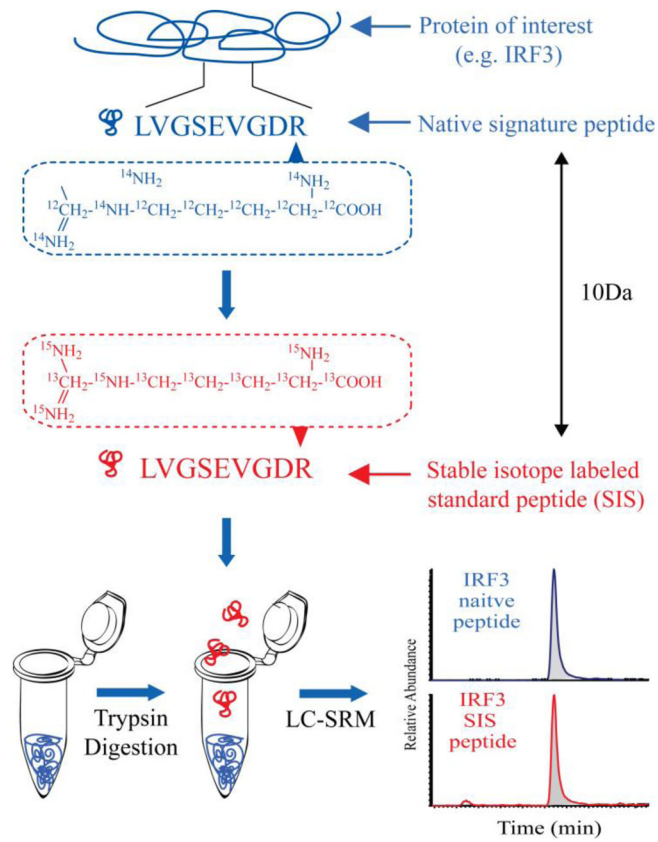 Protein of interest
(e.g. IRF3)
LVGSEVGDR
Native signature peptide
¹⁴NH₂
¹⁴NH₂
¹²CH₂-¹⁴NH-¹²CH₂-¹²CH₂-¹²CH₂-¹²CH₂-¹²COOH
¹⁴NH₂
10Da
¹⁵NH₂
¹⁵NH₂
¹³CH₂-¹⁵NH-¹³CH₂-¹³CH₂-¹³CH₂-¹³CH₂-¹³COOH
¹⁵NH₂
LVGSEVGDR
Stable isotope labeled
standard peptide (SIS)
Trypsin
Digestion
LC-SRM
Relative Abundance
IRF3
naitve
peptide
IRF3
SIS
peptide
Time (min)